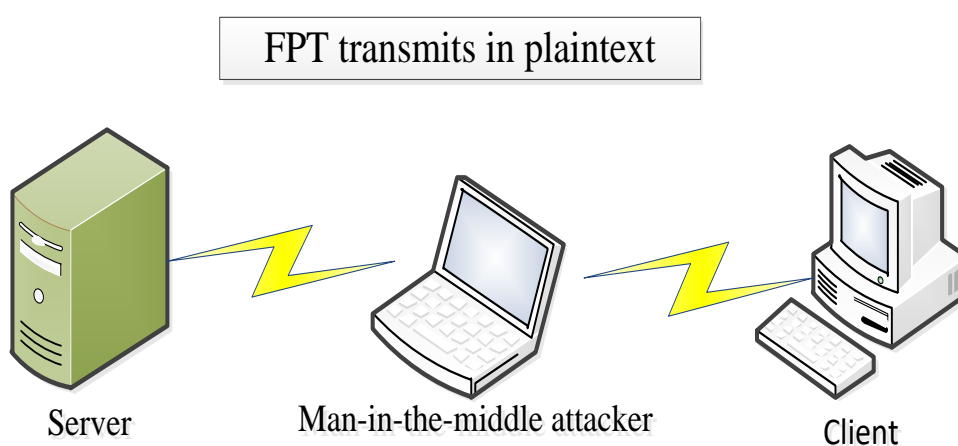 FPT transmits in plaintext
Server
Man-in-the-middle attacker
Client